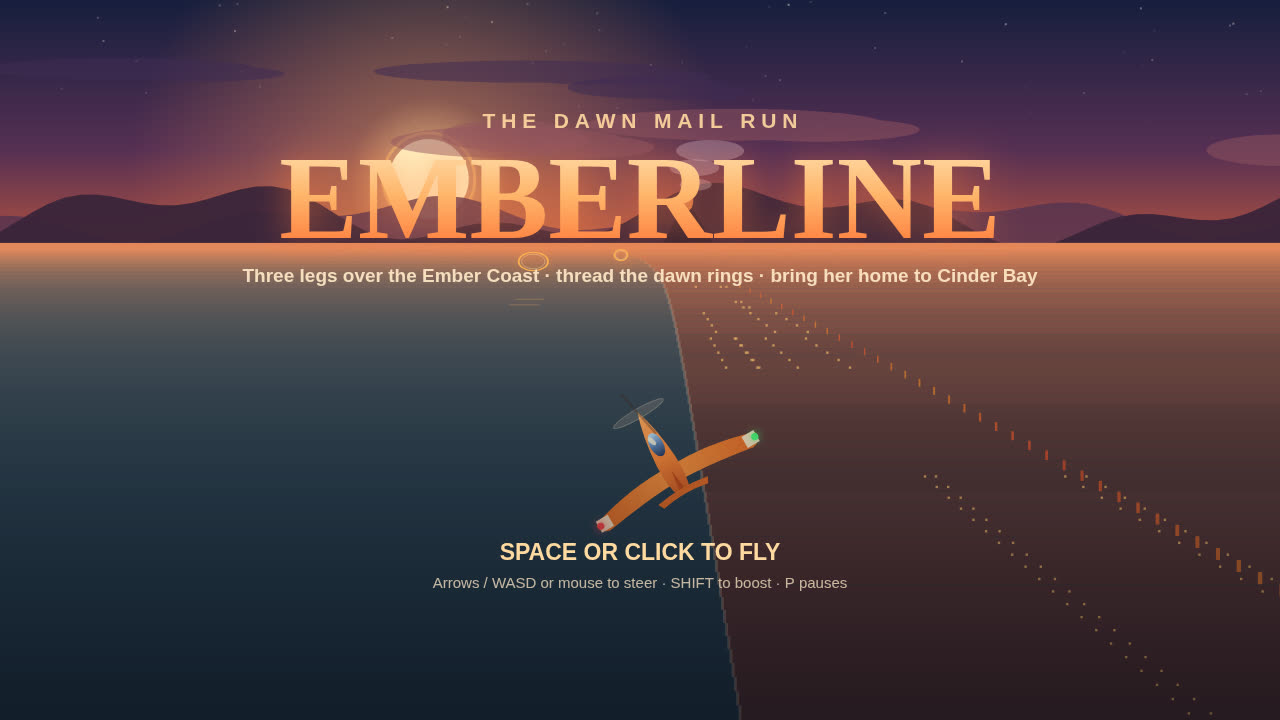 THE DAWN MAIL RUN
EMBERLINE
Three legs over the Ember Coast · thread the dawn rings · bring her home to Cinder Bay
SPACE OR CLICK TO FLY
Arrows / WASD or mouse to steer · SHIFT to boost · P pauses